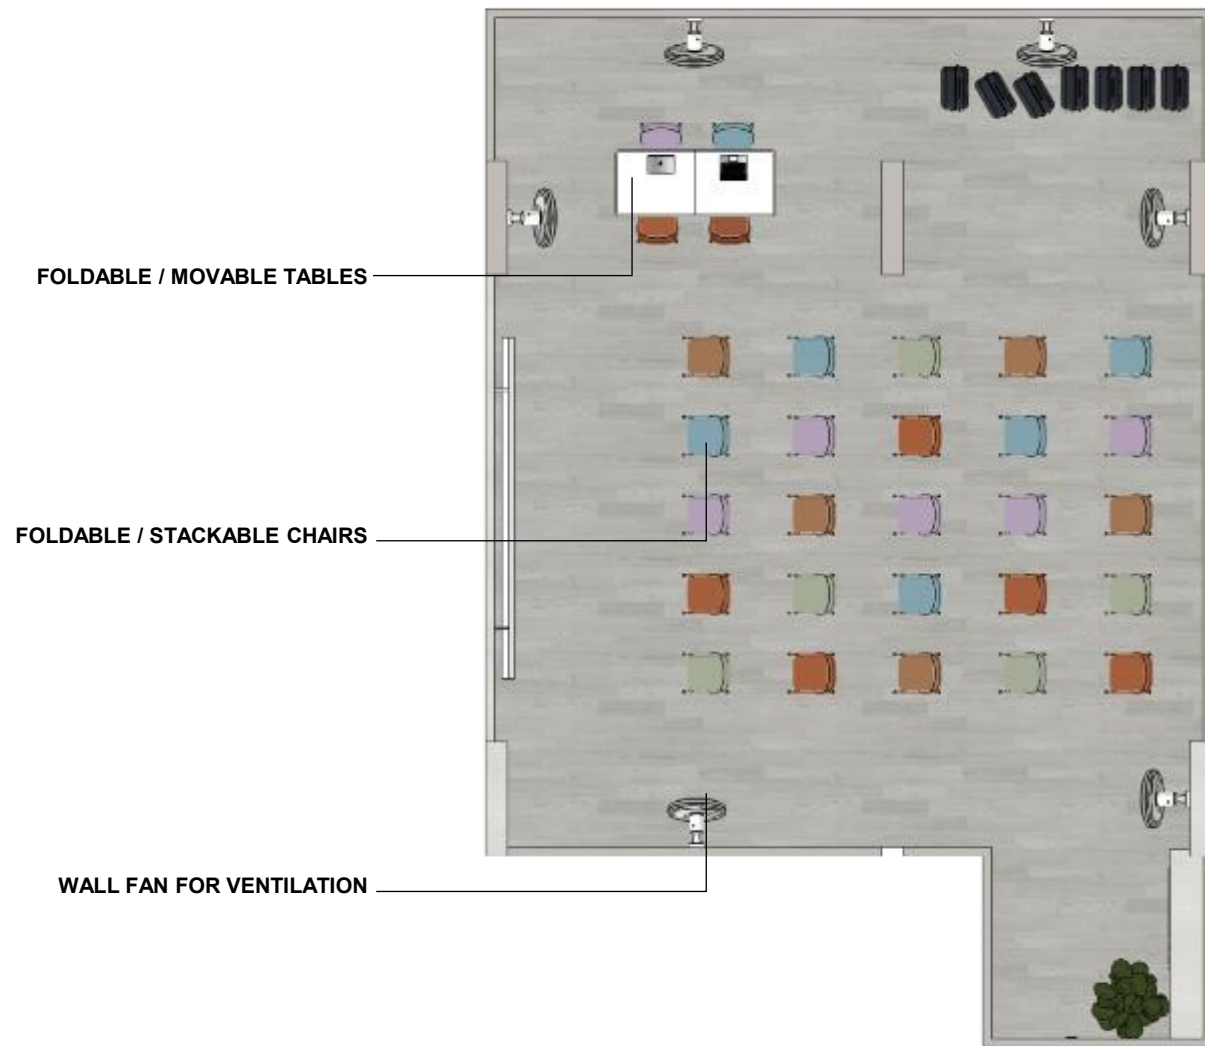 FOLDABLE / MOVABLE TABLES
FOLDABLE / STACKABLE CHAIRS
WALL FAN FOR VENTILATION